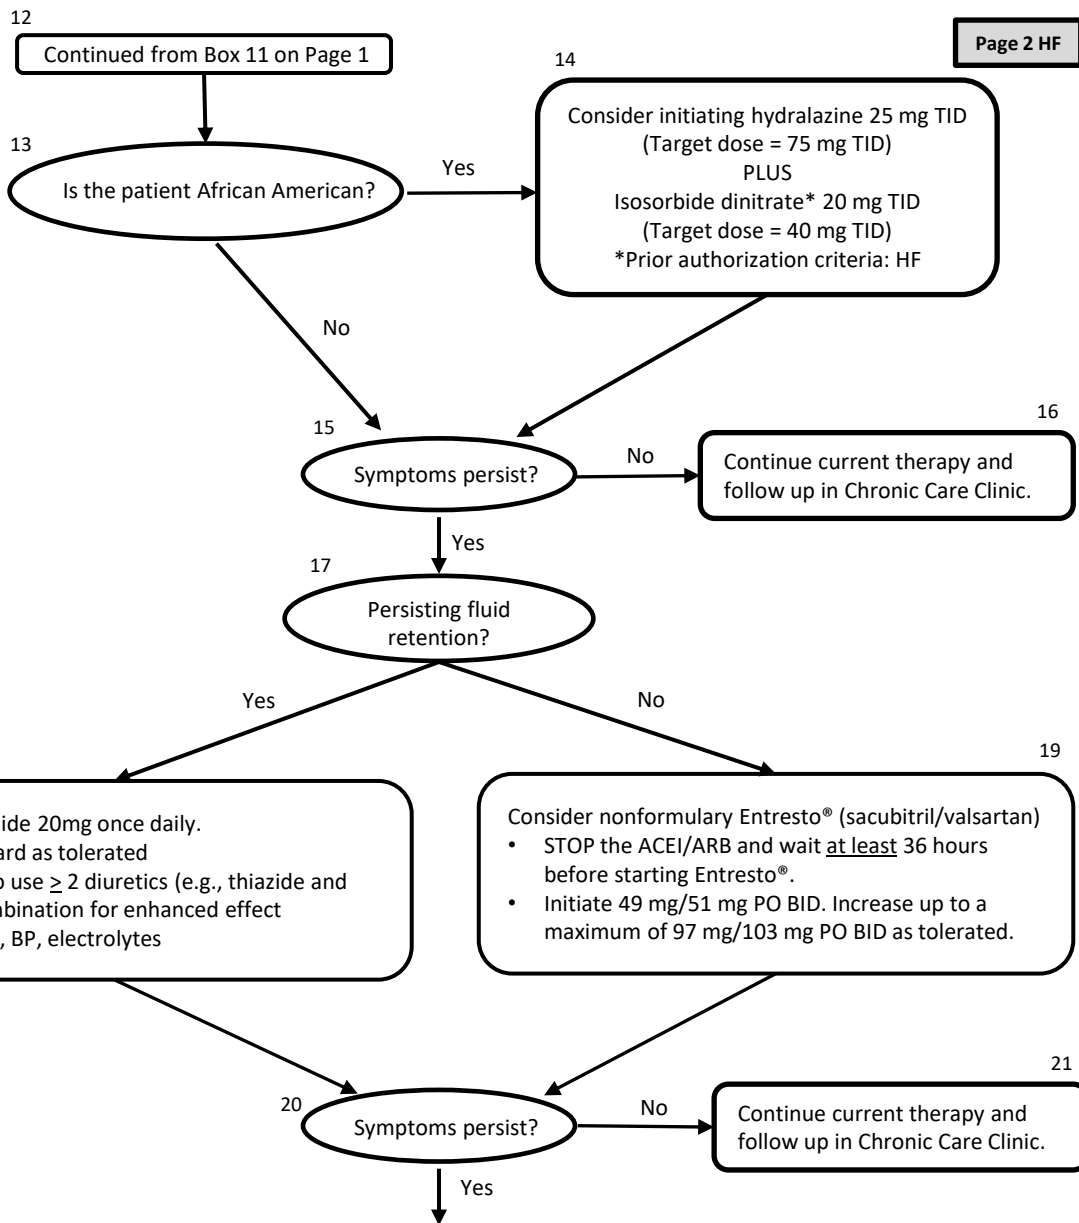 12
Continued from Box 11 on Page 1
Page 2 HF
13
Is the patient African American?
Yes
14
Consider initiating hydralazine 25 mg TID
(Target dose = 75 mg TID)
PLUS
Isosorbide dinitrate* 20 mg TID
(Target dose = 40 mg TID)
*Prior authorization criteria: HF
No
15
Symptoms persist?
No
16
Continue current therapy and
follow up in Chronic Care Clinic.
Yes
17
Persisting fluid
retention?
Yes
No
ide 20mg once daily.
ard as tolerated
o use ≥ 2 diuretics (e.g., thiazide and
bination for enhanced effect
, BP, electrolytes
19
Consider nonformulary Entresto® (sacubitril/valsartan)
• STOP the ACEI/ARB and wait at least 36 hours
before starting Entresto®.
• Initiate 49 mg/51 mg PO BID. Increase up to a
maximum of 97 mg/103 mg PO BID as tolerated.
20
Symptoms persist?
No
21
Continue current therapy and
follow up in Chronic Care Clinic.
Yes